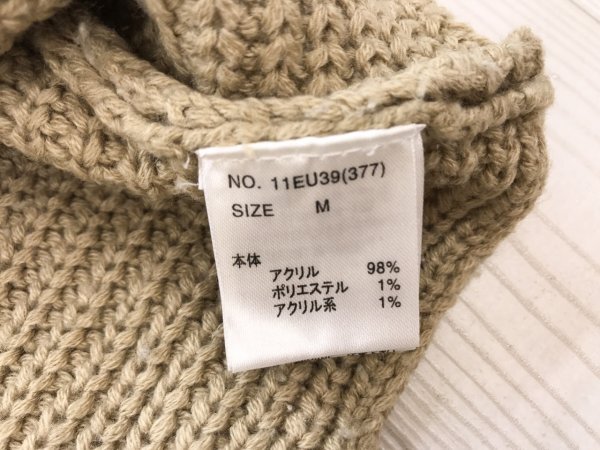 NO. 11EU39(377)
SIZE M
本体
アクリル 98%
ポリエステル 1%
アクリル系 1%